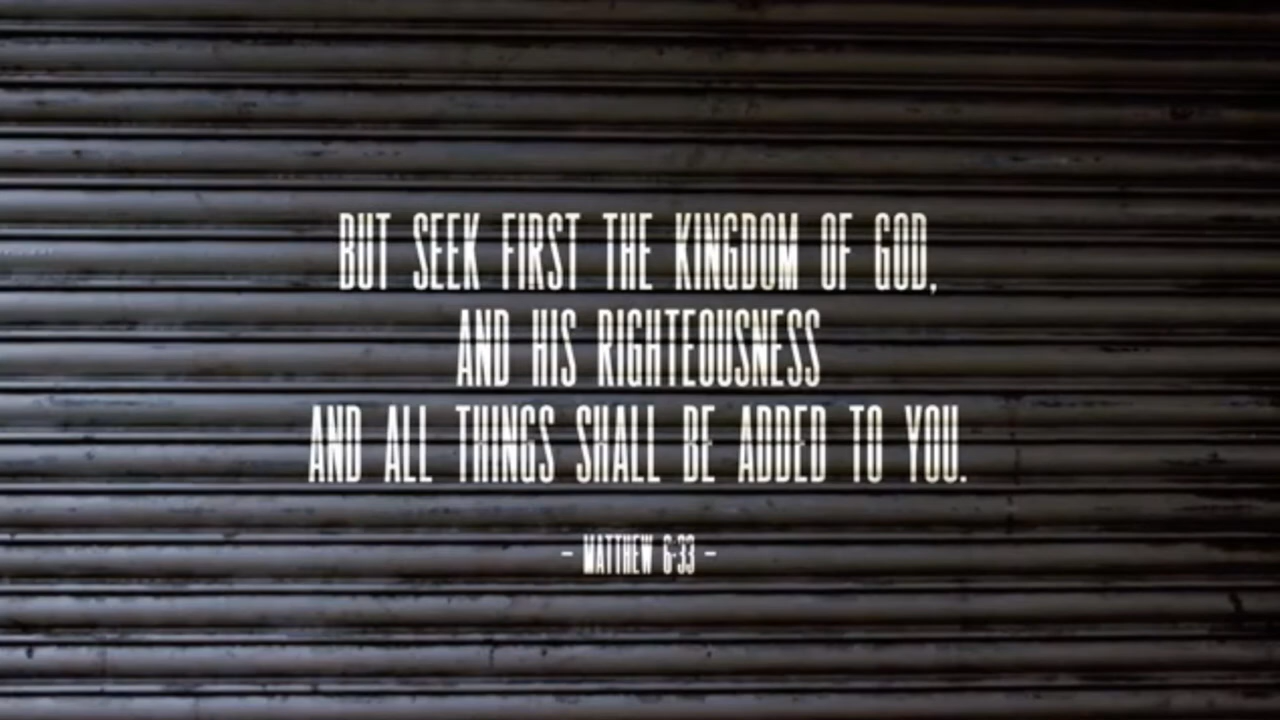 BUT SEEK FIRST THE KINGDOM OF GOD,
AND HIS RIGHTEOUSNESS
AND ALL THINGS SHALL BE ADDED TO YOU.
- MATTHEW 6:33 -